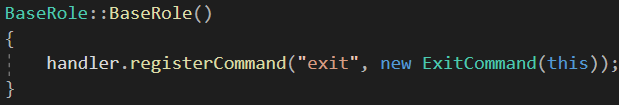 BaseRole::BaseRole()
{
    handler.registerCommand("exit", new ExitCommand(this));
}